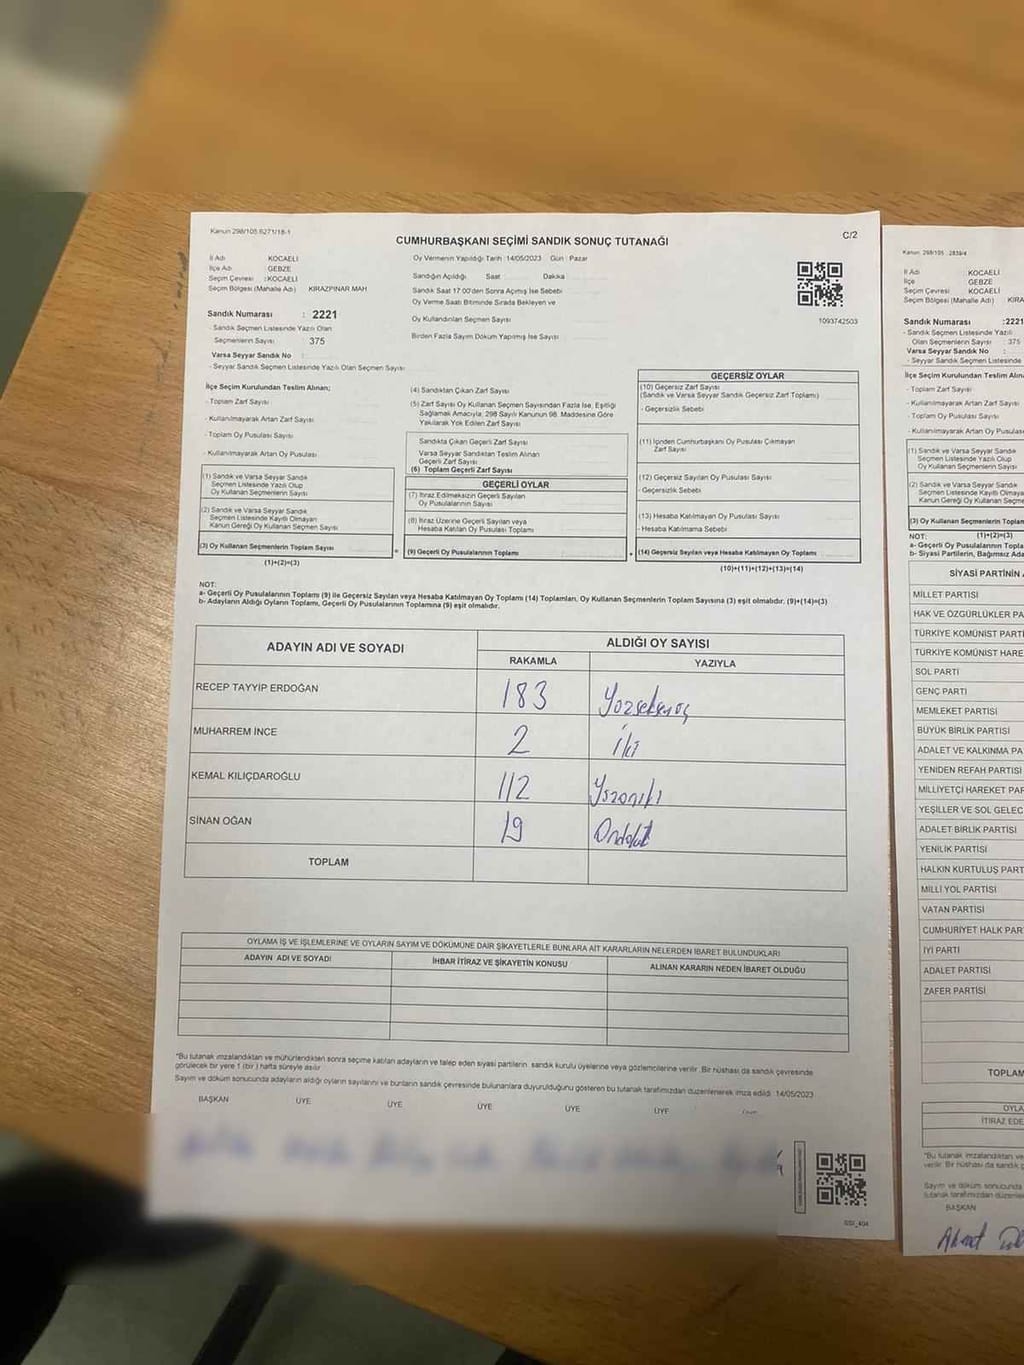 Kanun 298/105.6271/18-1
C/2
CUMHURBAŞKANI SEÇİMİ SANDIK SONUÇ TUTANAĞI
İl Adı KOCAELİ
İlçe Adı GEBZE
Seçim Çevresi : KOCAELİ
Seçim Bölgesi (Mahalle Adı) KIRAZPINAR MAH
Sandık Numarası : 2221
- Sandık Seçmen Listesinde Yazılı Olan
Seçmenlerin Sayısı 375
Varsa Seyyar Sandık No :
- Seyyar Sandık Seçmen Listesinde Yazılı Olan Seçmen Sayısı
Oy Vermenin Yapıldığı Tarih : 14/05/2023 Gün : Pazar
Sandığın Açıldığı Saat Dakika
Sandık Saat 17:00'den Sonra Açımış İse Sebebi
Oy Verme Saati Bitiminde Sırada Bekleyen ve
Oy Kullandırılan Seçmen Sayısı
Birden Fazla Sayım Döküm Yapılmış İse Sayısı
1093742503
İlçe Seçim Kurulundan Teslim Alınan;
- Toplam Zarf Sayısı
- Kullanılmayarak Artan Zarf Sayısı
- Toplam Oy Pusulası Sayısı
- Kullanılmayarak Artan Oy Pusulası
(1) Sandık ve Varsa Seyyar Sandık
Seçmen Listesinde Yazılı Olup
Oy Kullanan Seçmenlerin Sayısı
(2) Sandık ve Varsa Seyyar Sandık
Seçmen Listesinde Kayıtlı Olmayan
Kanun Gereği Oy Kullanan Seçmen Sayısı
(3) Oy Kullanan Seçmenlerin Toplam Sayısı
(1)+(2)=(3)
(4) Sandıktan Çıkan Zarf Sayısı
(5) Zarf Sayısı Oy Kullanan Seçmen Sayısından Fazla İse, Eşitliği
Sağlamak Amacıyla, 298 Sayılı Kanunun 98. Maddesine Göre
Yakılarak Yok Edilen Zarf Sayısı
Sandıkta Çıkan Geçerli Zarf Sayısı
Varsa Seyyar Sandıktan Teslim Alınan
Geçerli Zarf Sayısı
(6) Toplam Geçerli Zarf Sayısı
GEÇERLİ OYLAR
(7) İtiraz Edilmeksizin Geçerli Sayılan
Oy Pusulalarının Sayısı
(8) İtiraz Üzerine Geçerli Sayılan veya
Hesaba Katılan Oy Pusulası Toplamı
= (9) Geçerli Oy Pusulalarının Toplamı
GEÇERSİZ OYLAR
(10) Geçersiz Zarf Sayısı
(Sandık ve Varsa Seyyar Sandık Geçersiz Zarf Toplamı)
- Geçersizlik Sebebi
(11) İçinden Cumhurbaşkanı Oy Pusulası Çıkmayan
Zarf Sayısı
(12) Geçersiz Sayılan Oy Pusulası Sayısı
- Geçersizlik Sebebi
(13) Hesaba Katılmayan Oy Pusulası Sayısı
- Hesaba Katılmama Sebebi
+ (14) Geçersiz Sayılan veya Hesaba Katılmayan Oy Toplamı
(10)+(11)+(12)+(13)=(14)
NOT:
a- Geçerli Oy Pusulalarının Toplamı (9) ile Geçersiz Sayılan veya Hesaba Katılmayan Oy Toplamı (14) Toplamları, Oy Kullanan Seçmenlerin Toplam Sayısına (3) eşit olmalıdır. (9)+(14)=(3)
b- Adayların Aldığı Oyların Toplamı, Geçerli Oy Pusulalarının Toplamına (9) eşit olmalıdır.
ADAYIN ADI VE SOYADI ALDIĞI OY SAYISI
RAKAMLA YAZIYLA
RECEP TAYYİP ERDOĞAN 183 Yüzseksenüç
MUHARREM İNCE 2 İki
KEMAL KILIÇDAROĞLU 112 Yüzoniki
SİNAN OĞAN 19 Ondokuz
TOPLAM
OYLAMA İŞ VE İŞLEMLERİNE VE OYLARIN SAYIM VE DÖKÜMÜNE DAİR ŞİKAYETLERLE BUNLARA AİT KARARLARIN NELERDEN İBARET BULUNDUKLARI
ADAYIN ADI VE SOYADI İHBAR İTİRAZ VE ŞİKAYETİN KONUSU ALINAN KARARIN NEDEN İBARET OLDUĞU
*Bu tutanak imzalandıktan ve mühürlendikten sonra seçime katılan adayların ve talep eden siyasi partilerin sandık kurulu üyelerine veya gözlemcilerine verilir. Bir nüshası da sandık çevresinde
görülecek bir yere 1 (bir) hafta süreyle asılır
Sayım ve döküm sonucunda adayların aldığı oyların sayılarını ve bunların sandık çevresinde bulunanlara duyurulduğunu gösteren bu tutanak tarafımızdan düzenlenerek imza edildi. 14/05/2023
BAŞKAN ÜYE ÜYE ÜYE ÜYE ÜYE
Kanun: 298/105 - 2839/4
İl Adı KOCAELİ
İlçe GEBZE
Seçim Çevresi KOCAELİ
Seçim Bölgesi (Mahalle Adı) KIRA
Sandık Numarası :2221
- Sandık Seçmen Listesinde Yazılı
Olan Seçmenlerin Sayısı : 375
Varsa Seyyar Sandık No :
- Seyyar Sandık Seçmen Listesinde
İlçe Seçim Kurulundan Teslim Alın
- Toplam Zarf Sayısı
- Kullanılmayarak Artan Zarf Sayısı
- Toplam Oy Pusulası Sayısı
- Kullanılmayarak Artan Oy Pusulas
(1) Sandık ve Varsa Seyyar Sandık
Seçmen Listesinde Yazılı Olup
Oy Kullanan Seçmenlerin Sayısı
(2) Sandık ve Varsa Seyyar Sandık
Seçmen Listesinde Kayıtlı Olmaya
Kanun Gereği Oy Kullanan Seçme
(3) Oy Kullanan Seçmenlerin Toplam
NOT: (1)+(2)=(3)
a- Geçerli Oy Pusulalarının Topla
b- Siyasi Partilerin, Bağımsız Ada
SİYASİ PARTİNİN A
MİLLET PARTİSİ
HAK VE ÖZGÜRLÜKLER PA
TÜRKİYE KOMÜNİST PARTİ
TÜRKİYE KOMÜNİST HARE
SOL PARTİ
GENÇ PARTİ
MEMLEKET PARTİSİ
BÜYÜK BİRLİK PARTİSİ
ADALET VE KALKINMA PA
YENİDEN REFAH PARTİSİ
MİLLİYETÇİ HAREKET PAR
YEŞİLLER VE SOL GELEC
ADALET BİRLİK PARTİSİ
YENİLİK PARTİSİ
HALKIN KURTULUŞ PART
MİLLİ YOL PARTİSİ
VATAN PARTİSİ
CUMHURİYET HALK PAR
İYİ PARTİ
ADALET PARTİSİ
ZAFER PARTİSİ
TOPLAM
OYLA
İTİRAZ EDE
*Bu tutanak imzalandıktan ve
verilir. Bir nüshası da sandık ç
Sayım ve döküm sonucunda
tutanak tarafımızdan düzenler
BAŞKAN
Ahmet